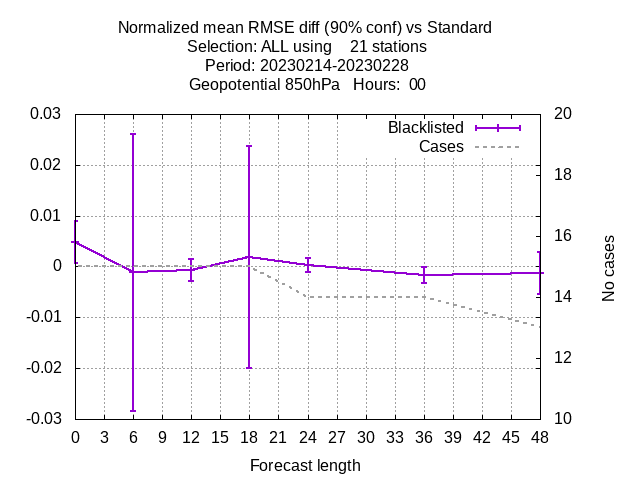 Normalized mean RMSE diff (90% conf) vs Standard
Selection: ALL using    21 stations
Period: 20230214-20230228
Geopotential 850hPa   Hours:  00
0.03
0.02
0.01
0
-0.01
-0.02
-0.03
20
18
16
14
12
10
Blacklisted
Cases
No cases
0 3 6 9 12 15 18 21 24 27 30 33 36 39 42 45 48
Forecast length